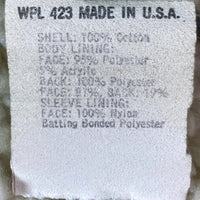 WPL 423 MADE IN U.S.A.
SHELL: 100% Cotton
BODY LINING:
FACE: 95% Polyester
5% Acrylic
BACK: 100% Polyester
FACE: 81%, BACK: 19%
SLEEVE LINING:
FACE: 100% Nylon
Batting Bonded Polyester